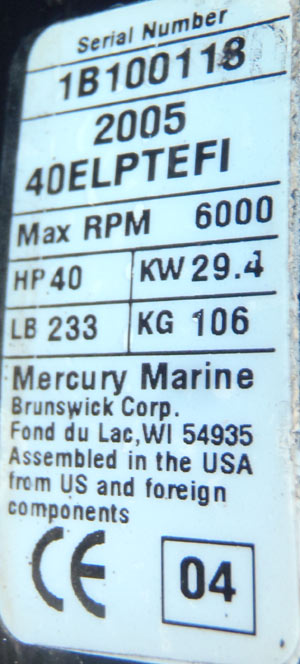 Serial Number
1B100118
2005
40ELPTEFI
Max RPM 6000
HP 40 KW 29.4
LB 233 KG 106
Mercury Marine
Brunswick Corp.
Fond du Lac, WI 54935
Assembled in the USA
from US and foreign
components
CE 04